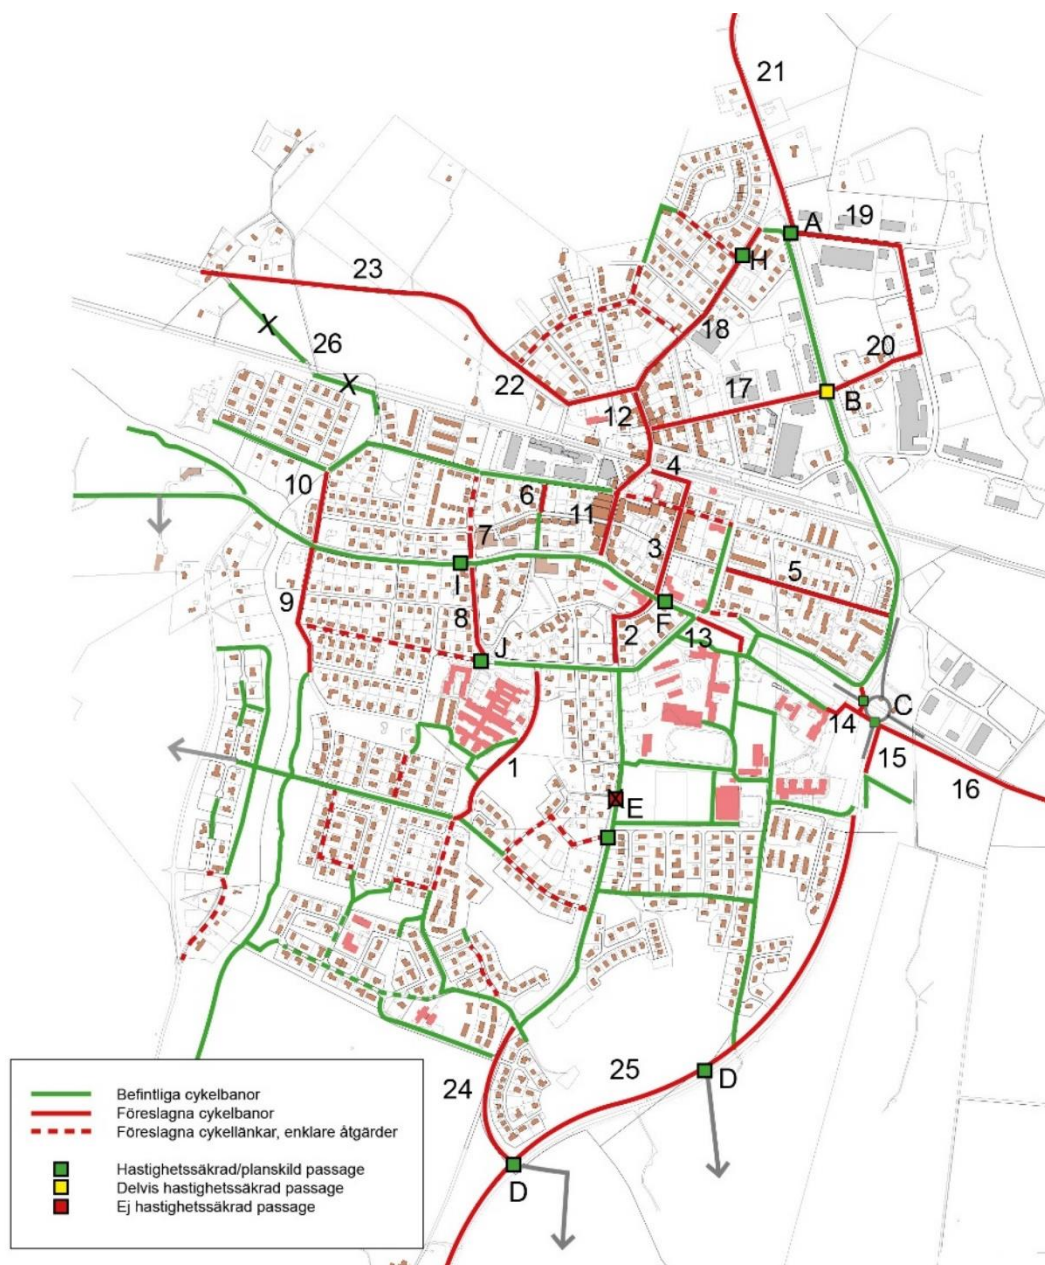 21
A
19
H
23
18
26
20
22
17
B
12
4
10
6
11
7
3
5
I
9
8
2
F
13
J
C
14
1
15
16
E
25
24
D
D
X
X
Befintliga cykelbanor
Föreslagna cykelbanor
Föreslagna cykellänkar, enklare åtgärder
Hastighetssäkrad/planskild passage
Delvis hastighetssäkrad passage
Ej hastighetssäkrad passage